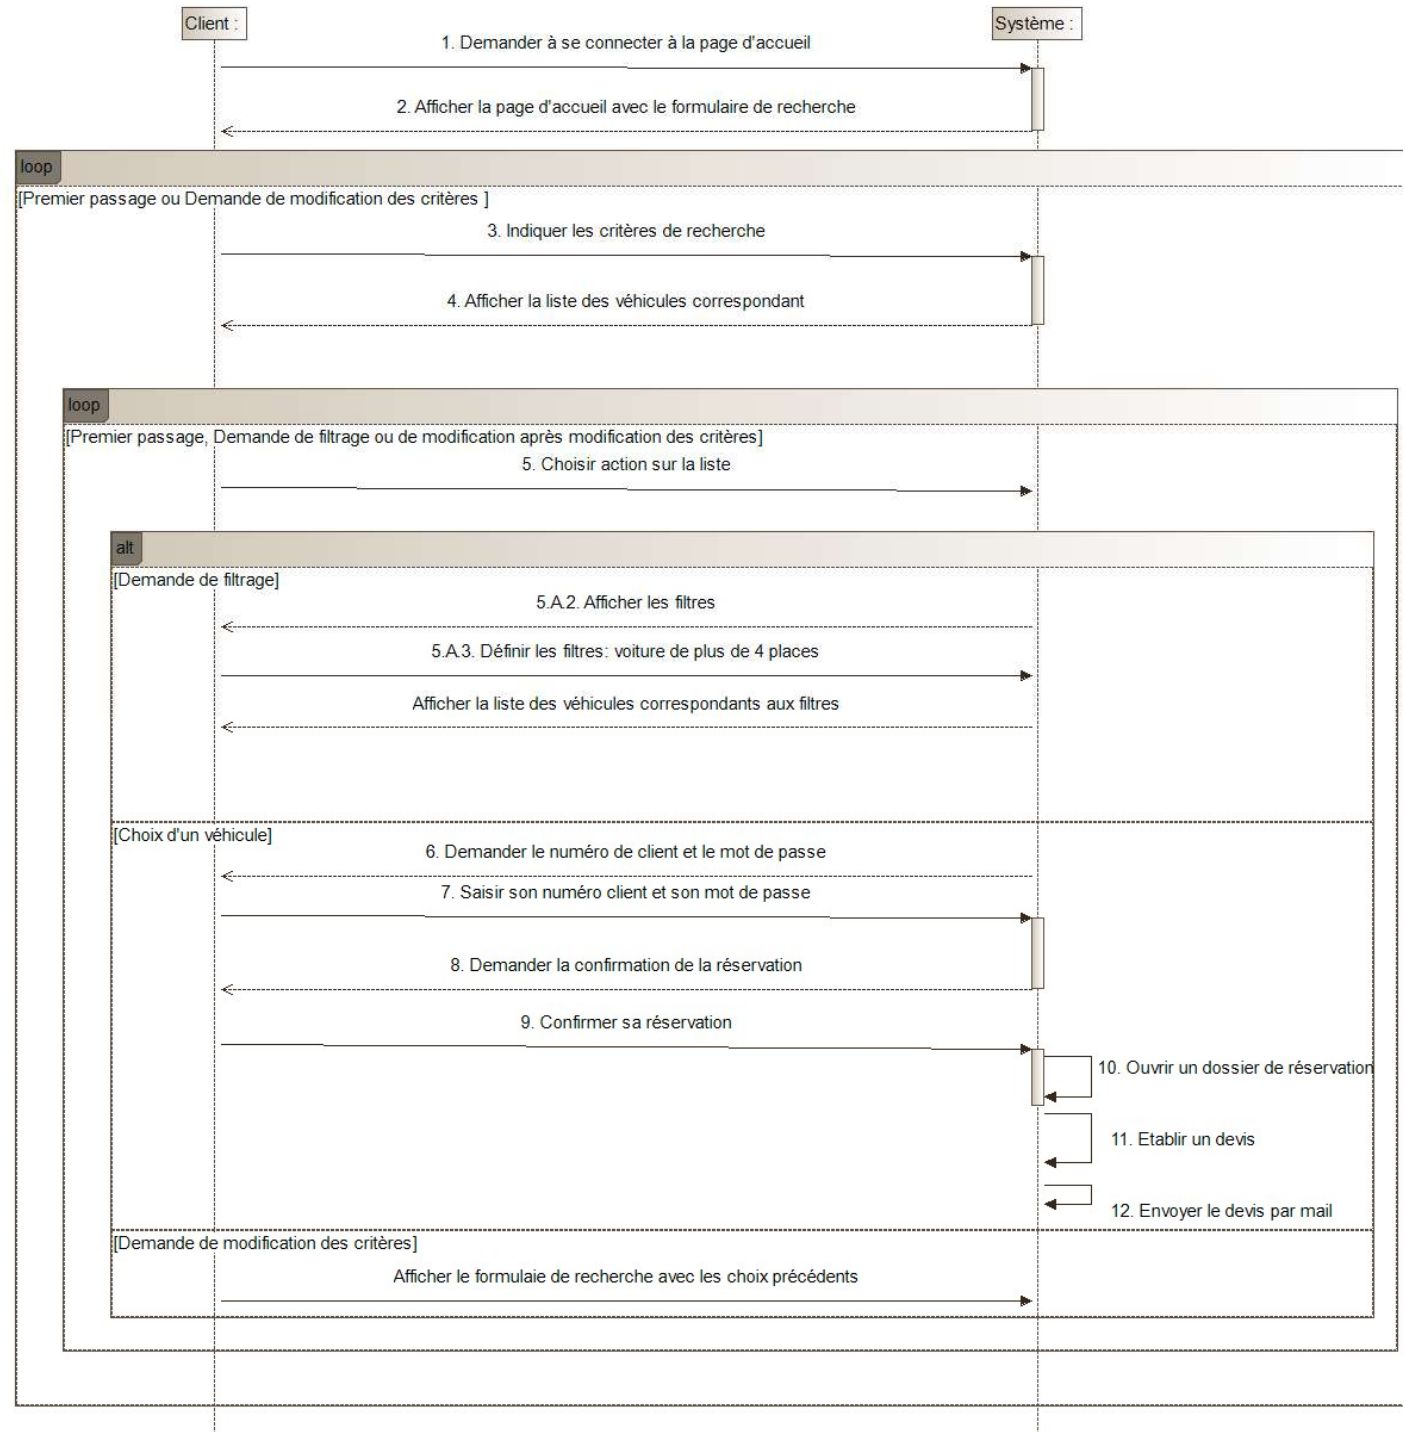 Client :
Système :
1. Demander à se connecter à la page d'accueil
2. Afficher la page d'accueil avec le formulaire de recherche
loop
[Premier passage ou Demande de modification des critères ]
3. Indiquer les critères de recherche
4. Afficher la liste des véhicules correspondant
loop
[Premier passage, Demande de filtrage ou de modification après modification des critères]
5. Choisir action sur la liste
alt
[Demande de filtrage]
5.A.2. Afficher les filtres
5.A.3. Définir les filtres: voiture de plus de 4 places
Afficher la liste des véhicules correspondants aux filtres
[Choix d'un véhicule]
6. Demander le numéro de client et le mot de passe
7. Saisir son numéro client et son mot de passe
8. Demander la confirmation de la réservation
9. Confirmer sa réservation
10. Ouvrir un dossier de réservation
11. Etablir un devis
12. Envoyer le devis par mail
[Demande de modification des critères]
Afficher le formulaie de recherche avec les choix précédents